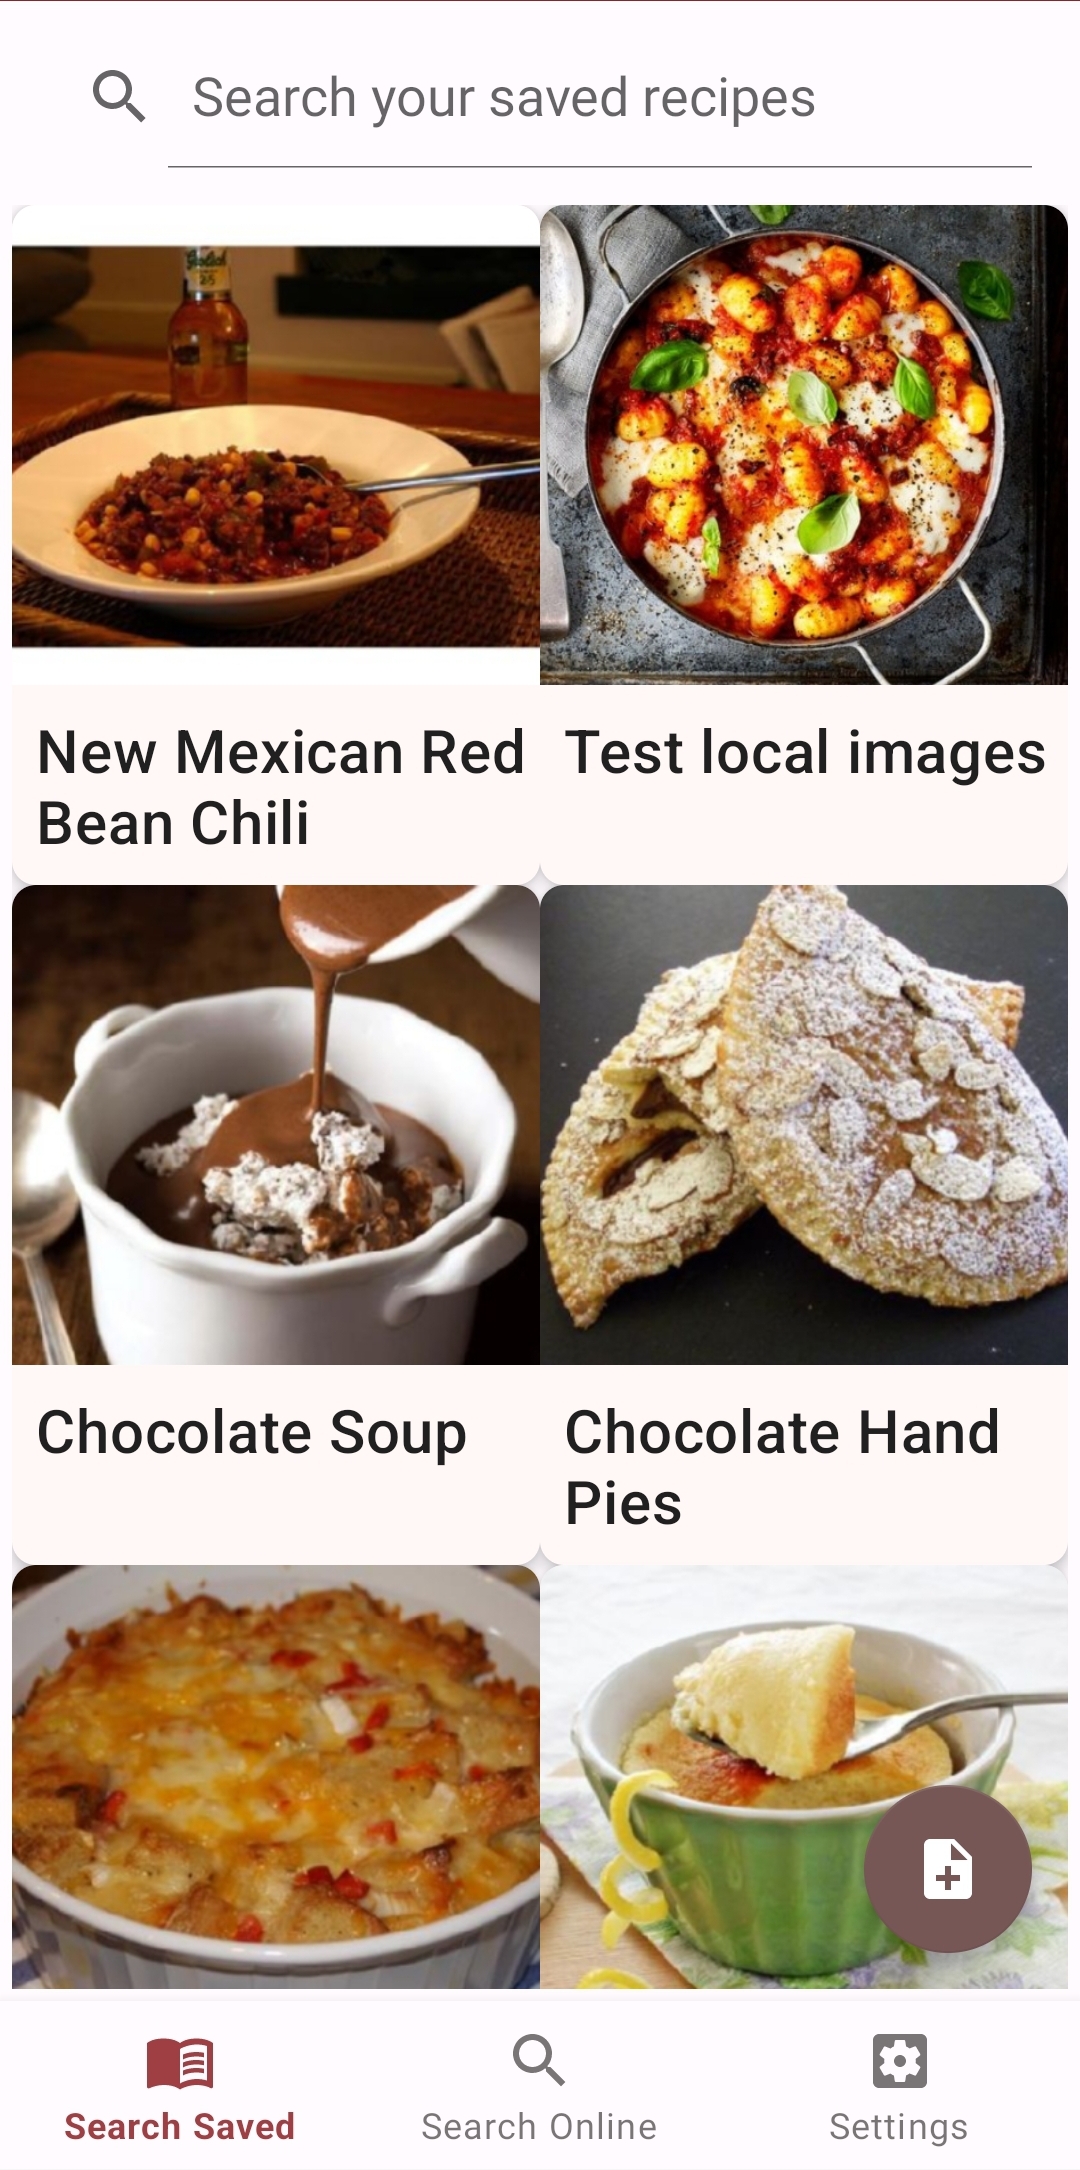 Search your saved recipes
Grolsch
New Mexican Red
Bean Chili
Test local images
Chocolate Soup
Chocolate Hand
Pies
Search Saved
Search Online
Settings